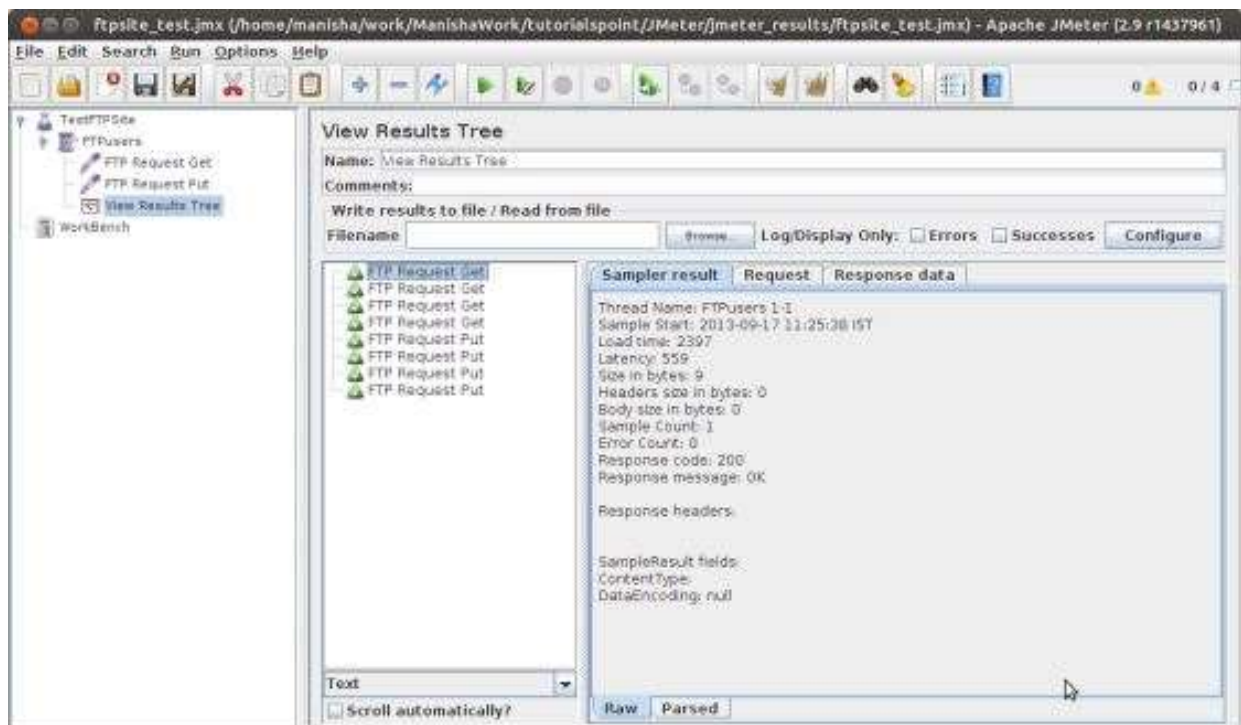 ftpsite_test.jmx (/home/manisha/work/ManishaWork/tutorialspoint/JMeter/jmeter_results/ftpsite_test.jmx) - Apache JMeter (2.9 r1437961)
File Edit Search Run Options Help
0 0 / 4
TestFTPSite
FTPusers
FTP Request Get
FTP Request Put
View Results Tree
WorkBench
View Results Tree
Name: View Results Tree
Comments:
Write results to file / Read from file
Filename Browse... Log/Display Only: Errors Successes Configure
FTP Request Get
FTP Request Get
FTP Request Get
FTP Request Get
FTP Request Put
FTP Request Put
FTP Request Put
FTP Request Put
Text
Scroll automatically?
Sampler result Request Response data
Thread Name: FTPusers 1-1
Sample Start: 2013-09-17 11:25:38 IST
Load time: 2397
Latency: 559
Size in bytes: 9
Headers size in bytes: 0
Body size in bytes: 0
Sample Count: 1
Error Count: 0
Response code: 200
Response message: OK
Response headers:
SampleResult fields:
ContentType:
DataEncoding: null
Raw Parsed